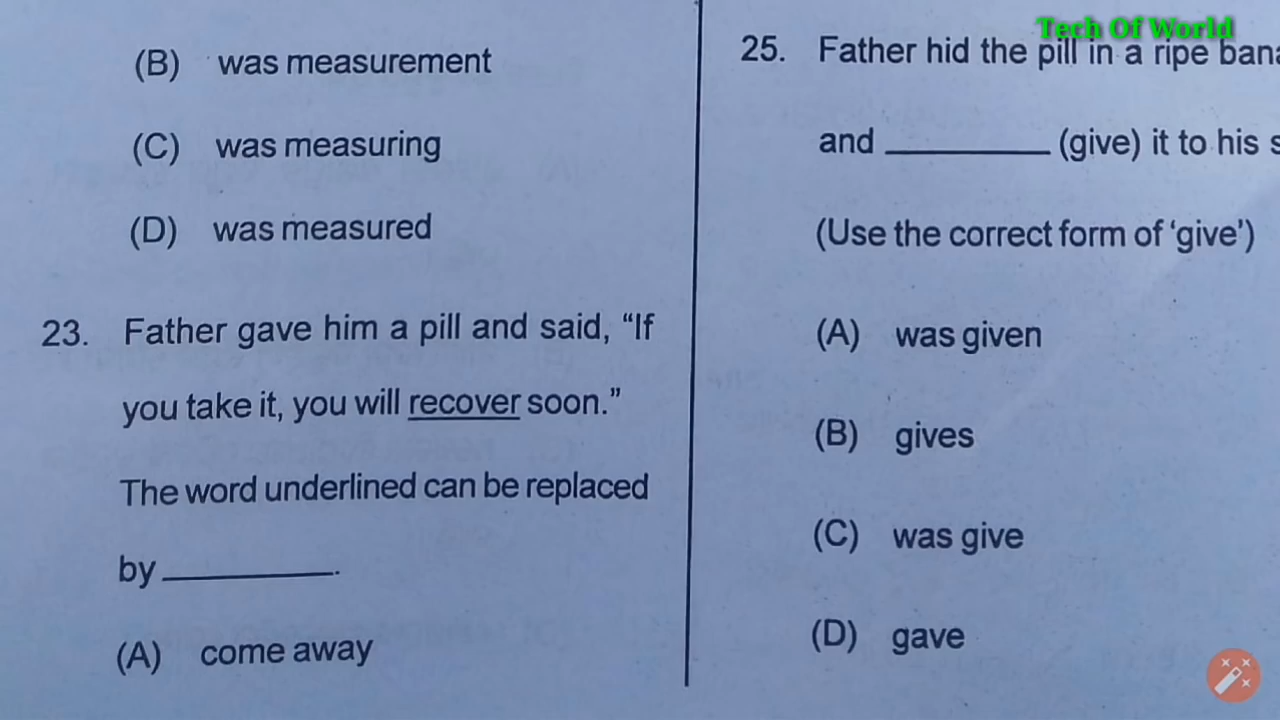 (B) was measurement
(C) was measuring
(D) was measured
23. Father gave him a pill and said, “If
you take it, you will recover soon.”
The word underlined can be replaced
by ________.
(A) come away
Tech Of World
25. Father hid the pill in a ripe
and ________ (give) it to his
(Use the correct form of ‘give’)
(A) was given
(B) gives
(C) was give
(D) gave